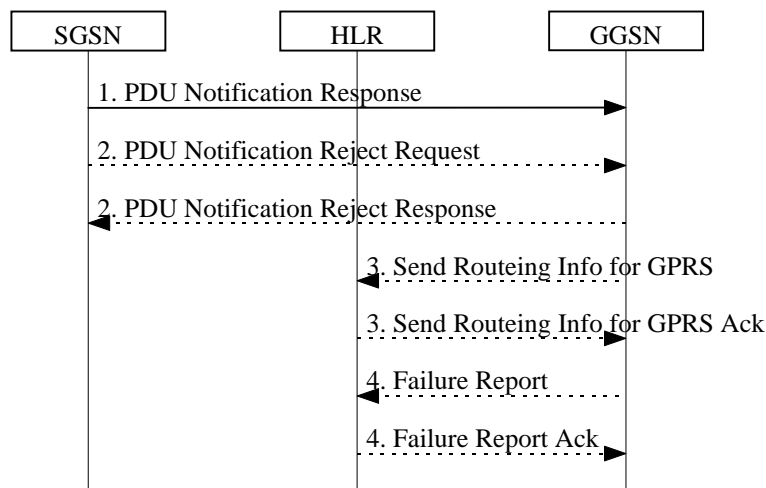 SGSN
HLR
GGSN
1. PDU Notification Response
2. PDU Notification Reject Request
2. PDU Notification Reject Response
3. Send Routeing Info for GPRS
3. Send Routeing Info for GPRS Ack
4. Failure Report
4. Failure Report Ack